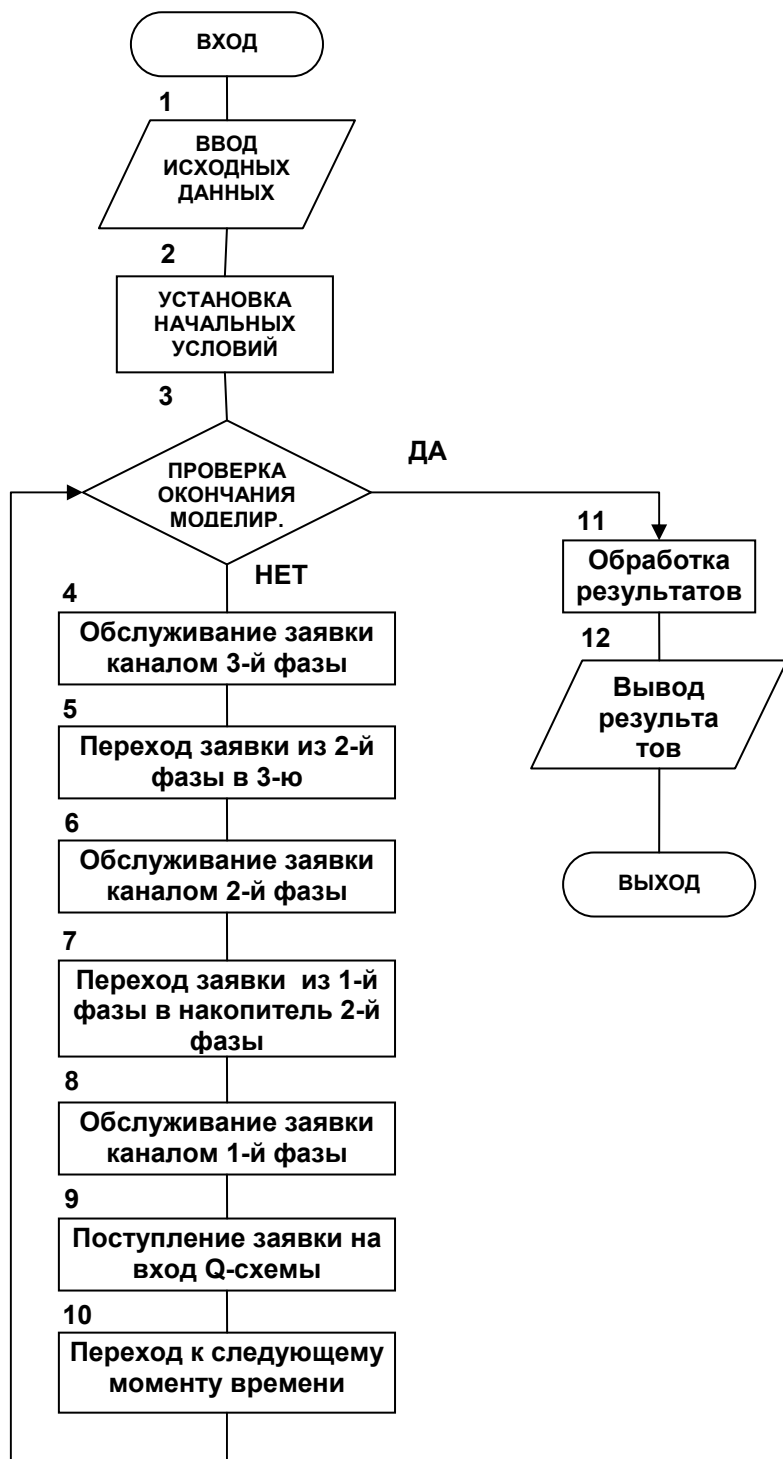 ВХОД
1
ВВОД
ИСХОДНЫХ
ДАННЫХ
2
УСТАНОВКА
НАЧАЛЬНЫХ
УСЛОВИЙ
3
ПРОВЕРКА
ОКОНЧАНИЯ
МОДЕЛИР.
ДА
НЕТ
4
Обслуживание заявки
каналом 3-й фазы
5
Переход заявки из 2-й
фазы в 3-ю
6
Обслуживание заявки
каналом 2-й фазы
7
Переход заявки из 1-й
фазы в накопитель 2-й
фазы
8
Обслуживание заявки
каналом 1-й фазы
9
Поступление заявки на
вход Q-схемы
10
Переход к следующему
моменту времени
11
Обработка
результатов
12
Вывод
результа
тов
ВЫХОД